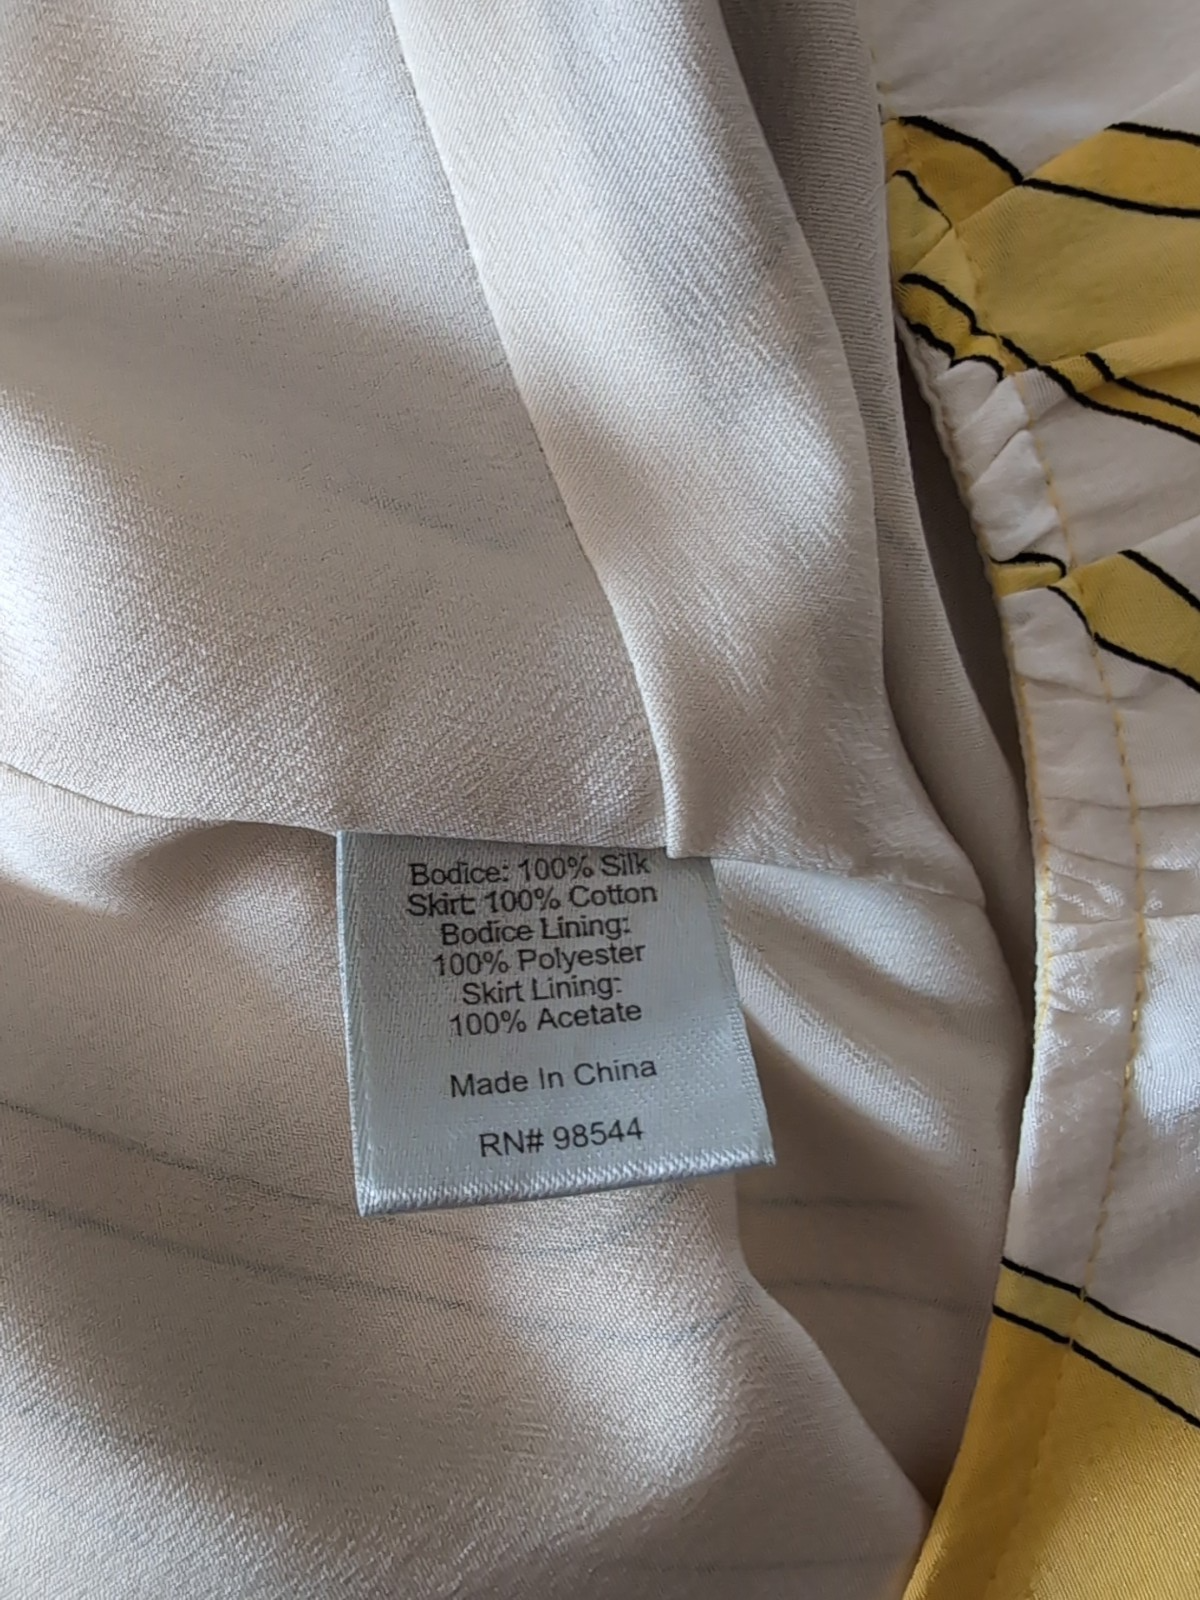 Bodice: 100% Silk
Skirt: 100% Cotton
Bodice Lining:
100% Polyester
Skirt Lining:
100% Acetate
Made In China
RN# 98544